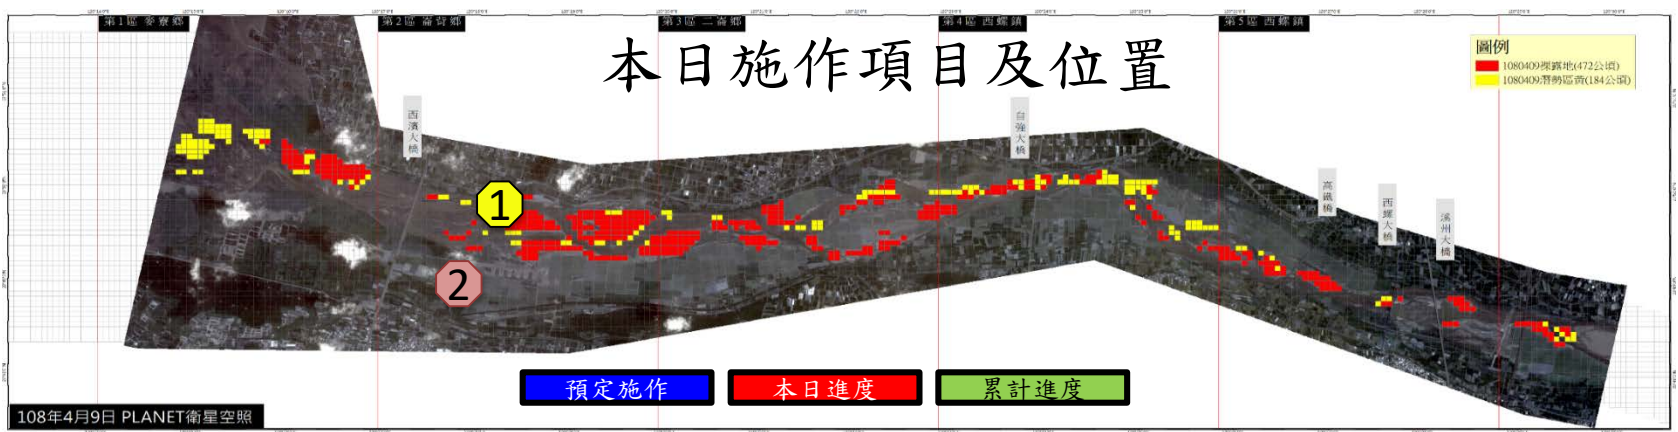 第1區 麥寮鄉
第2區 崙背鄉
第3區 二崙鄉
第4區 西螺鎮
第5區 西螺鎮
本日施作項目及位置
圖例
1080409裸露地(472公頃)
1080409潛勢區黃(184公頃)
西濱大橋
自強大橋
高鐵橋
西螺大橋
溪州大橋
1
2
預定施作
本日進度
累計進度
108年4月9日 PLANET衛星空照